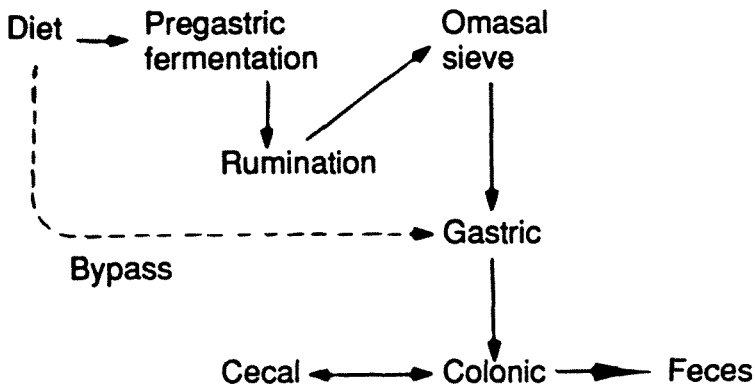 Diet
Pregastric
fermentation
Omasal
sieve
Rumination
Gastric
Bypass
Cecal
Colonic
Feces